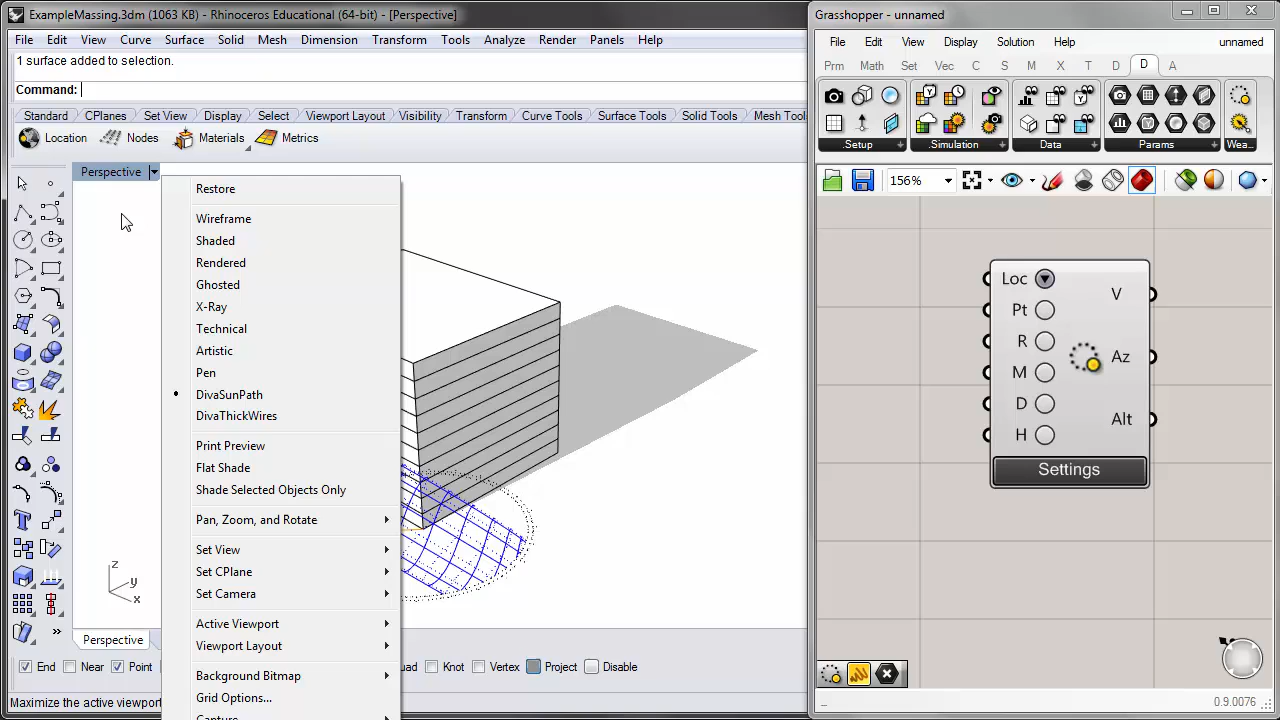 ExampleMassing.3dm (1063 KB) - Rhinoceros Educational (64-bit) - [Perspective]
File Edit View Curve Surface Solid Mesh Dimension Transform Tools Analyze Render Panels Help
1 surface added to selection.
Command:
Standard CPlanes Set View Display Select Viewport Layout Visibility Transform Curve Tools Surface Tools Solid Tools Mesh Tools
Location Nodes Materials Metrics
Perspective
Restore
Wireframe
Shaded
Rendered
Ghosted
X-Ray
Technical
Artistic
Pen
DivaSunPath
DivaThickWires
Print Preview
Flat Shade
Shade Selected Objects Only
Pan, Zoom, and Rotate
Set View
Set CPlane
Set Camera
Active Viewport
Viewport Layout
Background Bitmap
Grid Options...
Capture
z
y
x
Perspective
End Near Point Quad Knot Vertex Project Disable
Maximize the active viewport
Grasshopper - unnamed
File Edit View Display Solution Help unnamed
Prm Math Set Vec C S M X T D D A
.Setup .Simulation Data Params Wea...
156%
Loc
Pt
R
M
D
H
V
Az
Alt
Settings
0.9.0076